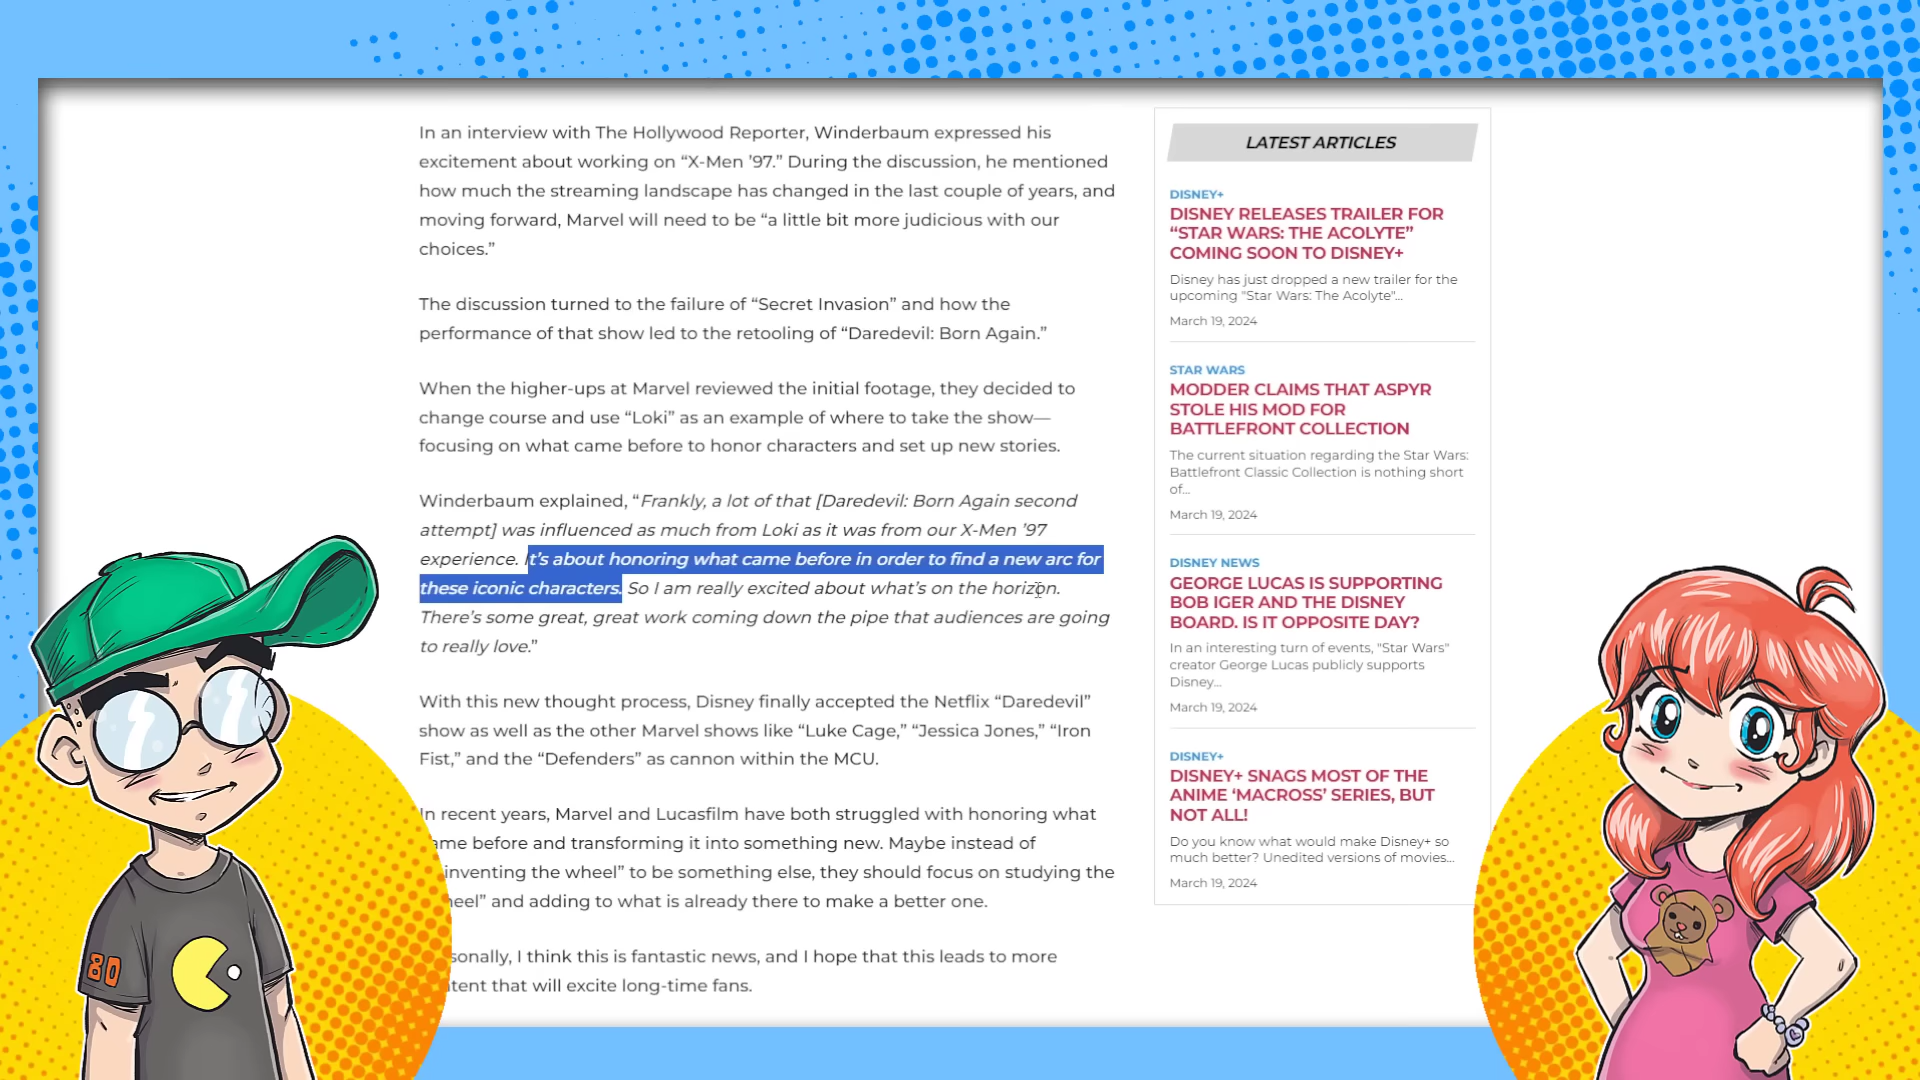 In an interview with The Hollywood Reporter, Winderbaum expressed his
excitement about working on “X-Men ’97.” During the discussion, he mentioned
how much the streaming landscape has changed in the last couple of years, and
moving forward, Marvel will need to be “a little bit more judicious with our
choices.”
The discussion turned to the failure of “Secret Invasion” and how the
performance of that show led to the retooling of “Daredevil: Born Again.”
When the higher-ups at Marvel reviewed the initial footage, they decided to
change course and use “Loki” as an example of where to take the show—
focusing on what came before to honor characters and set up new stories.
Winderbaum explained, “Frankly, a lot of that [Daredevil: Born Again second
attempt] was influenced as much from Loki as it was from our X-Men ’97
experience. It’s about honoring what came before in order to find a new arc for
these iconic characters. So I am really excited about what’s on the horizon.
There’s some great, great work coming down the pipe that audiences are going
to really love.”
With this new thought process, Disney finally accepted the Netflix “Daredevil”
show as well as the other Marvel shows like “Luke Cage,” “Jessica Jones,” “Iron
Fist,” and the “Defenders” as cannon within the MCU.
In recent years, Marvel and Lucasfilm have both struggled with honoring what
ame before and transforming it into something new. Maybe instead of
inventing the wheel” to be something else, they should focus on studying the
eel” and adding to what is already there to make a better one.
sonally, I think this is fantastic news, and I hope that this leads to more
tent that will excite long-time fans.
LATEST ARTICLES
DISNEY+
DISNEY RELEASES TRAILER FOR
“STAR WARS: THE ACOLYTE”
COMING SOON TO DISNEY+
Disney has just dropped a new trailer for the
upcoming "Star Wars: The Acolyte"...
March 19, 2024
STAR WARS
MODDER CLAIMS THAT ASPYR
STOLE HIS MOD FOR
BATTLEFRONT COLLECTION
The current situation regarding the Star Wars:
Battlefront Classic Collection is nothing short
of...
March 19, 2024
DISNEY NEWS
GEORGE LUCAS IS SUPPORTING
BOB IGER AND THE DISNEY
BOARD. IS IT OPPOSITE DAY?
In an interesting turn of events, "Star Wars"
creator George Lucas publicly supports
Disney...
March 19, 2024
DISNEY+
DISNEY+ SNAGS MOST OF THE
ANIME ‘MACROSS’ SERIES, BUT
NOT ALL!
Do you know what would make Disney+ so
much better? Unedited versions of movies...
March 19, 2024
80